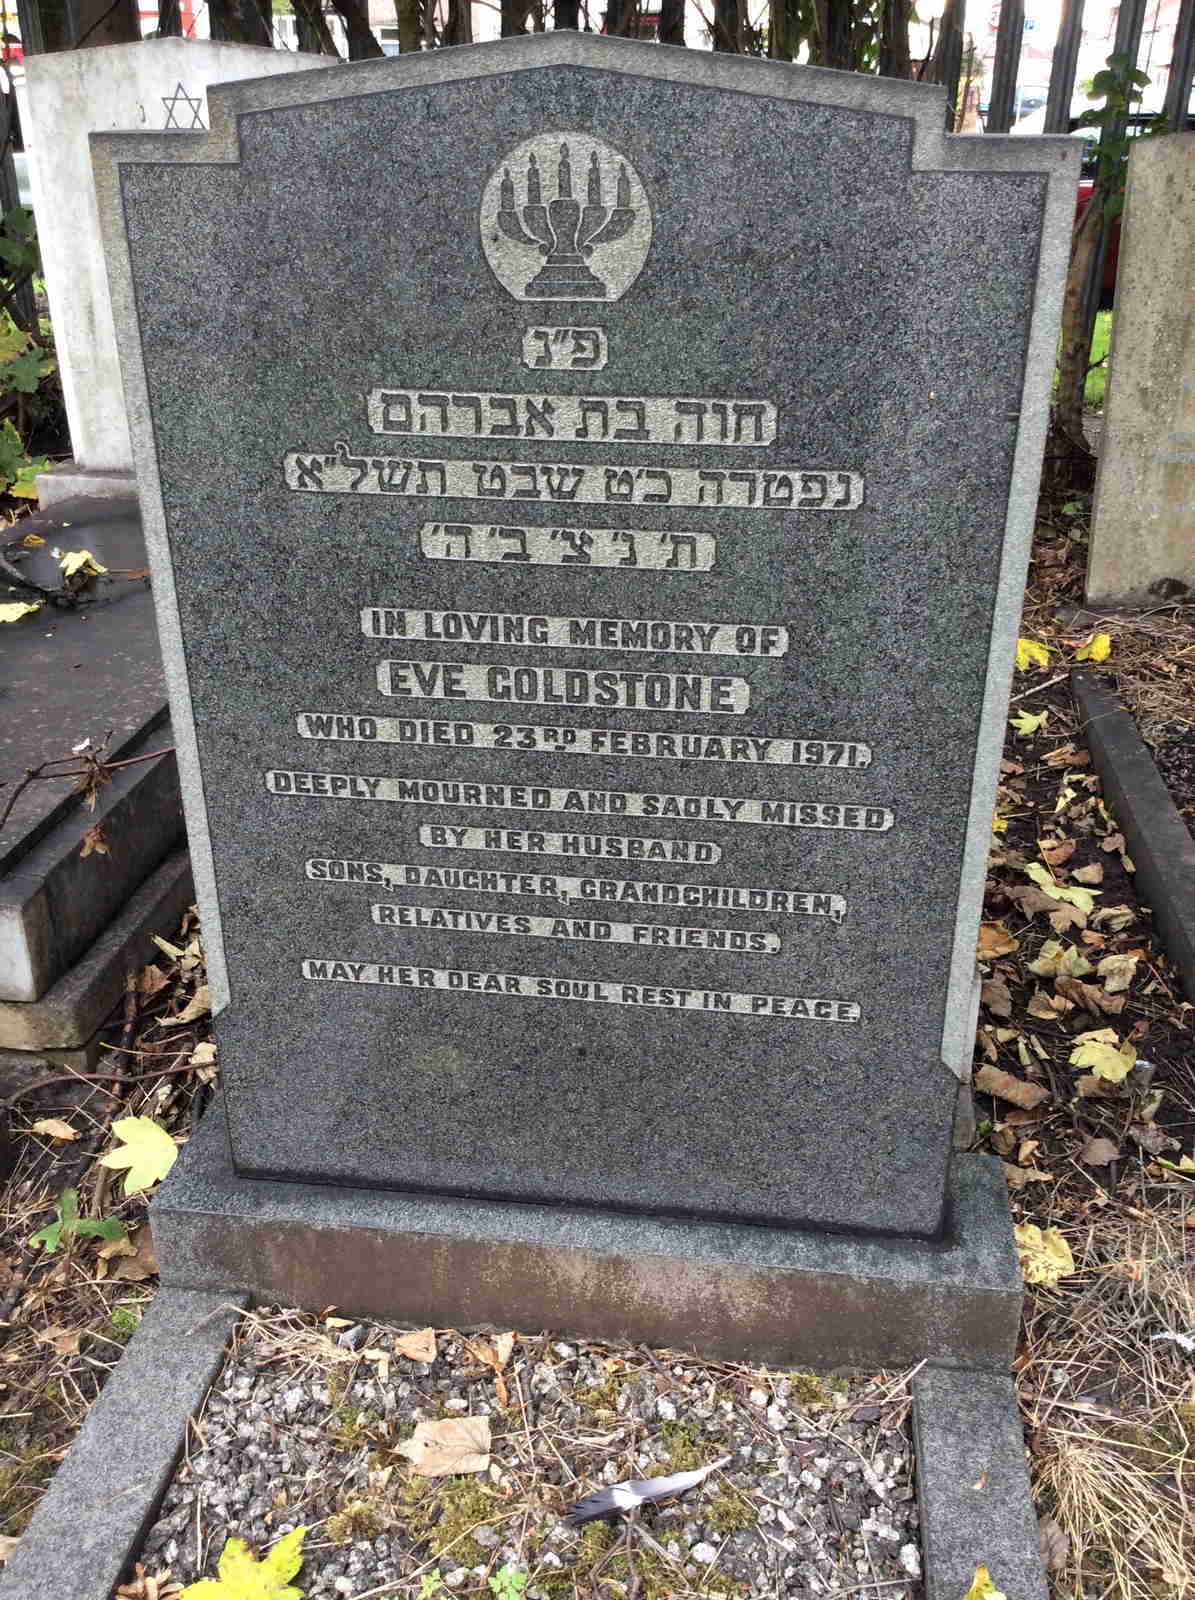 פ"נ
חוה בת אברהם
נפטרה כ'ט שבט תשל"א
ת' נ' צ' ב' ה'
IN LOVING MEMORY OF
EVE GOLDSTONE
WHO DIED 23RD FEBRUARY 1971.
DEEPLY MOURNED AND SADLY MISSED
BY HER HUSBAND
SONS, DAUGHTER, GRANDCHILDREN,
RELATIVES AND FRIENDS.
MAY HER DEAR SOUL REST IN PEACE.